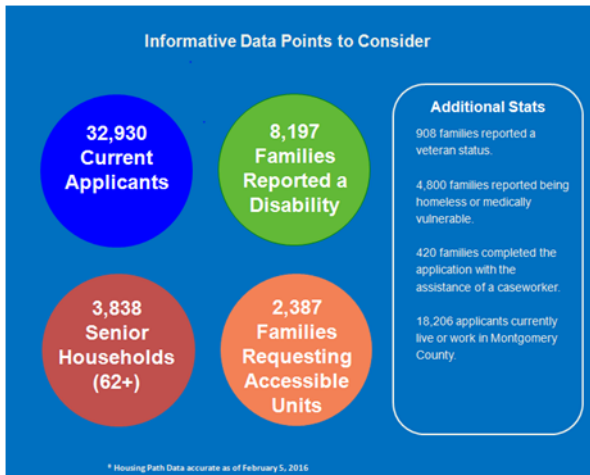 Informative Data Points to Consider
32,930
Current
Applicants
8,197
Families
Reported a
Disability
3,838
Senior
Households
(62+)
2,387
Families
Requesting
Accessible
Units
Additional Stats
908 families reported a
veteran status.
4,800 families reported being
homeless or medically
vulnerable.
420 families completed the
application with the
assistance of a caseworker.
18,206 applicants currently
live or work in Montgomery
County.
* Housing Path Data accurate as of February 5, 2016